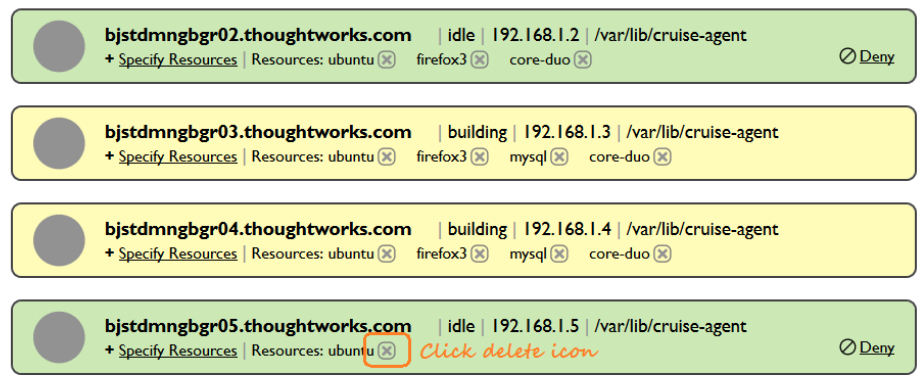 bjstdmngbgr02.thoughtworks.com | idle | 192.168.1.2 | /var/lib/cruise-agent
+ Specify Resources | Resources: ubuntu firefox3 core-duo Deny
bjstdmngbgr03.thoughtworks.com | building | 192.168.1.3 | /var/lib/cruise-agent
+ Specify Resources | Resources: ubuntu firefox3 mysql core-duo
bjstdmngbgr04.thoughtworks.com | building | 192.168.1.4 | /var/lib/cruise-agent
+ Specify Resources | Resources: ubuntu firefox3 mysql core-duo
bjstdmngbgr05.thoughtworks.com | idle | 192.168.1.5 | /var/lib/cruise-agent
+ Specify Resources | Resources: ubuntu Click delete icon Deny